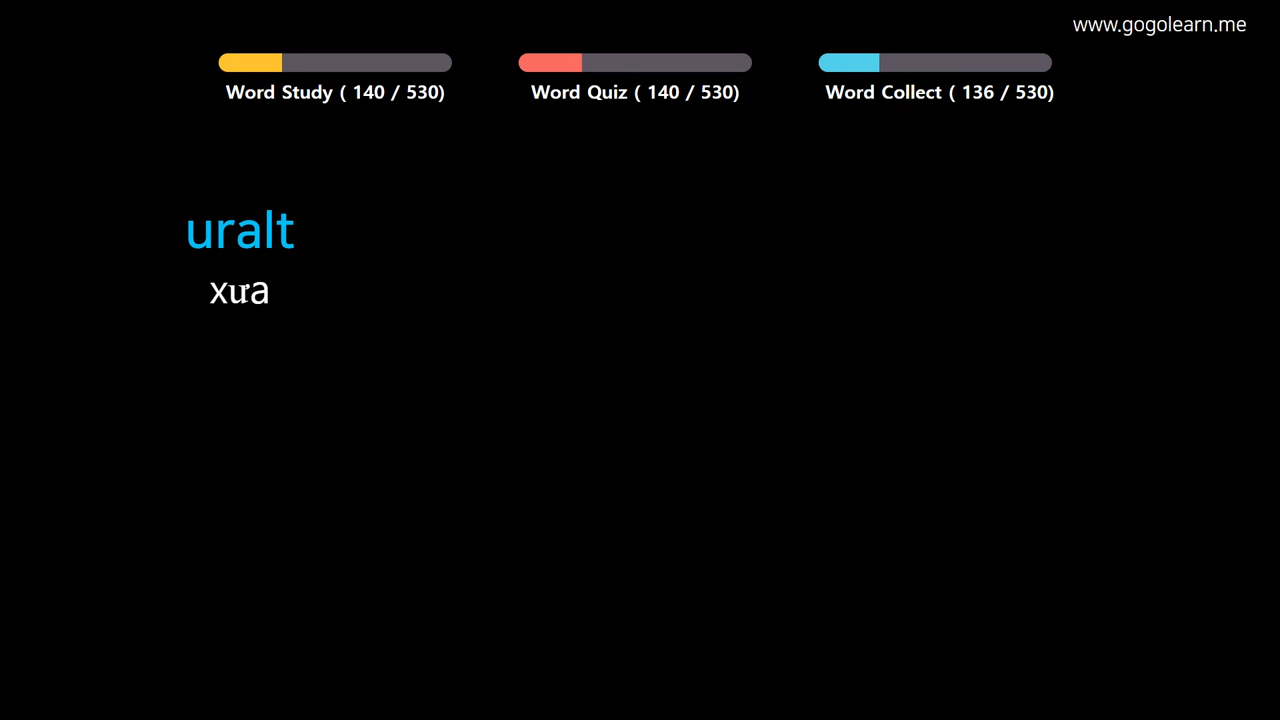 www.gogolearn.me
Word Study ( 140 / 530)
Word Quiz ( 140 / 530)
Word Collect ( 136 / 530)
uralt
xưa